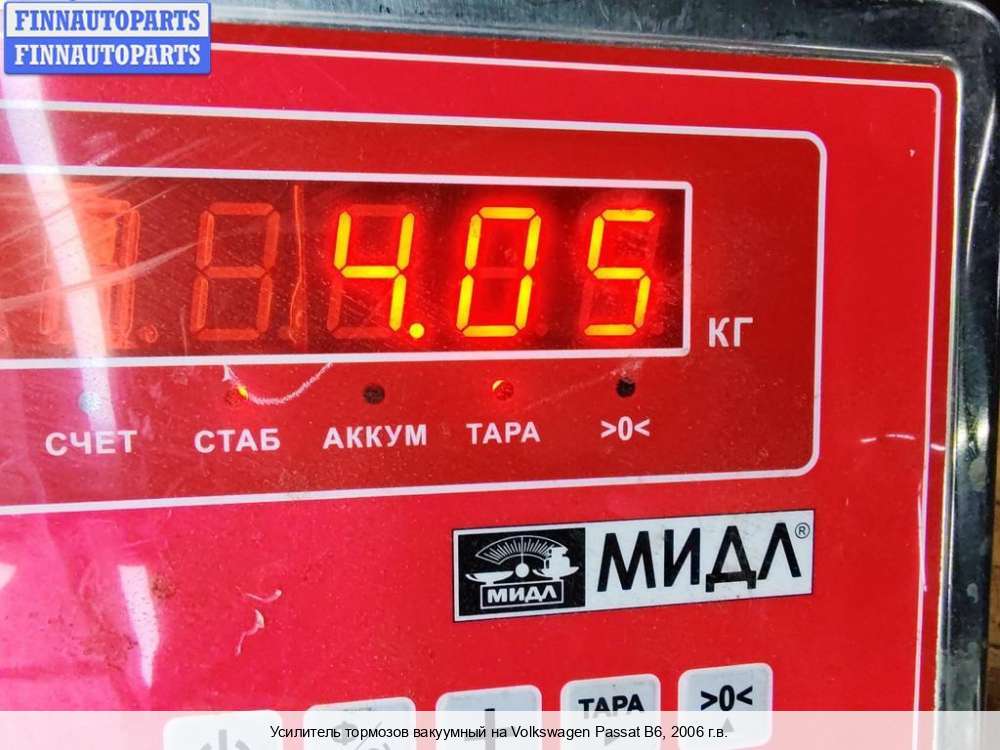 FINNAUTOPARTS
FINNAUTOPARTS
4.05
КГ
СЧЕТ СТАБ АККУМ ТАРА >0<
МИДЛ МИДЛ®
ТАРА >0<
Усилитель тормозов вакуумный на Volkswagen Passat B6, 2006 г.в.